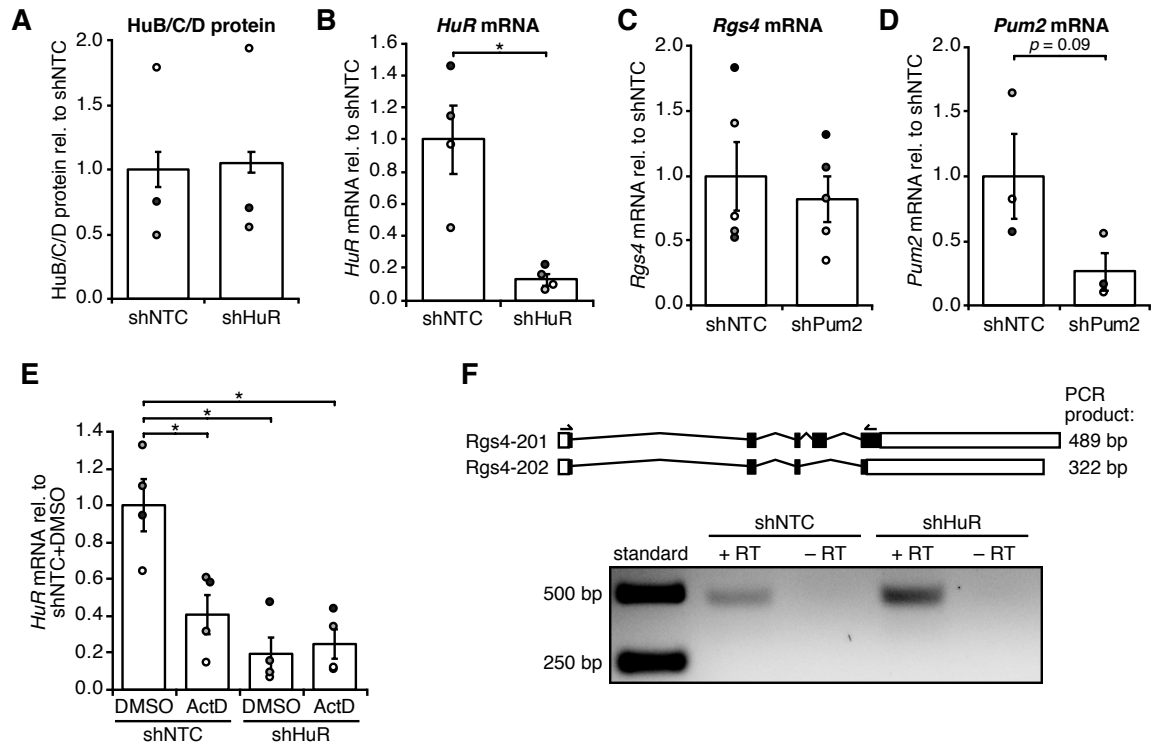 A
HuB/C/D protein
HuB/C/D protein rel. to shNTC
2.0
1.5
1.0
0.5
0.0
shNTC
shHuR
B
HuR mRNA
HuR mRNA rel. to shNTC
1.6
1.4
1.2
1.0
0.8
0.6
0.4
0.2
0.0
*
shNTC
shHuR
C
Rgs4 mRNA
Rgs4 mRNA rel. to shNTC
2.0
1.5
1.0
0.5
0.0
shNTC
shPum2
D
Pum2 mRNA
Pum2 mRNA rel. to shNTC
2.0
1.5
1.0
0.5
0.0
p = 0.09
shNTC
shPum2
E
HuR mRNA rel. to
shNTC+DMSO
1.4
1.2
1.0
0.8
0.6
0.4
0.2
0.0
*
*
*
DMSO ActD DMSO ActD
shNTC shHuR
F
PCR
product:
Rgs4-201 489 bp
Rgs4-202 322 bp
shNTC shHuR
standard + RT – RT + RT – RT
500 bp
250 bp